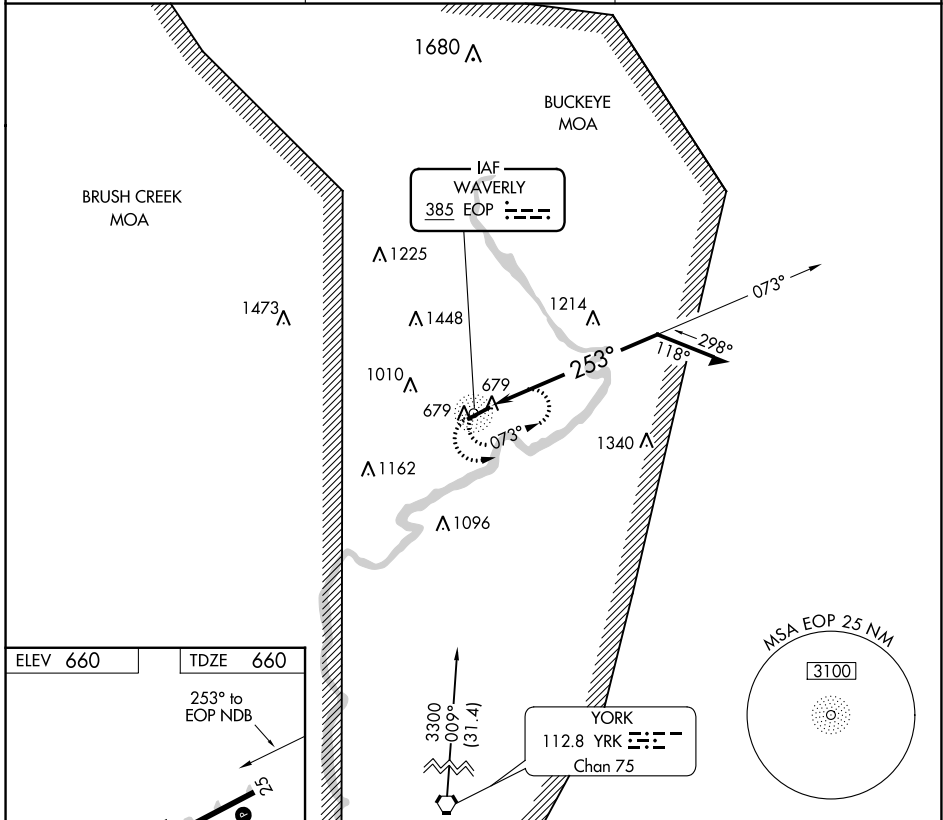 1680
BUCKEYE
MOA
IAF
WAVERLY
385 EOP
BRUSH CREEK
MOA
1225
1473
1448
1214
073°
298°
118°
253°
1010
679
679
073°
1340
1162
1096
MSA EOP 25 NM
3100
ELEV 660
TDZE 660
253° to
EOP NDB
25
P
3300
009°
(31.4)
YORK
112.8 YRK
Chan 75